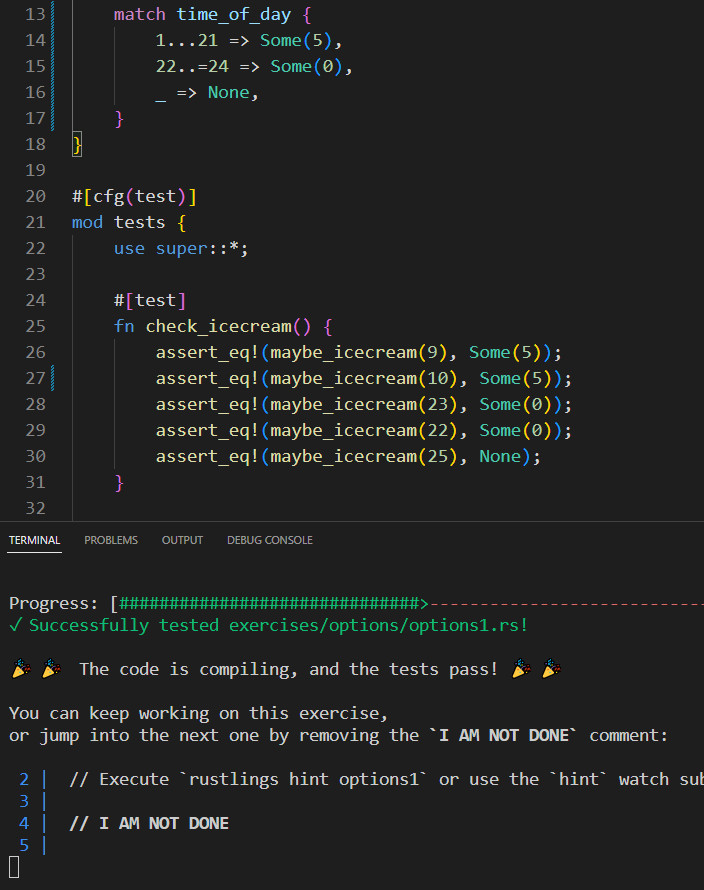 13 match time_of_day {
14 1...21 => Some(5),
15 22..=24 => Some(0),
16 _ => None,
17 }
18 }
19
20 #[cfg(test)]
21 mod tests {
22 use super::*;
23
24 #[test]
25 fn check_icecream() {
26 assert_eq!(maybe_icecream(9), Some(5));
27 assert_eq!(maybe_icecream(10), Some(5));
28 assert_eq!(maybe_icecream(23), Some(0));
29 assert_eq!(maybe_icecream(22), Some(0));
30 assert_eq!(maybe_icecream(25), None);
31 }
32
TERMINAL PROBLEMS OUTPUT DEBUG CONSOLE
Progress: [##############################>----------------------------
✓ Successfully tested exercises/options/options1.rs!
🎉 🎉 The code is compiling, and the tests pass! 🎉 🎉
You can keep working on this exercise,
or jump into the next one by removing the `I AM NOT DONE` comment:
2 | // Execute `rustlings hint options1` or use the `hint` watch sub
3 |
4 | // I AM NOT DONE
5 |